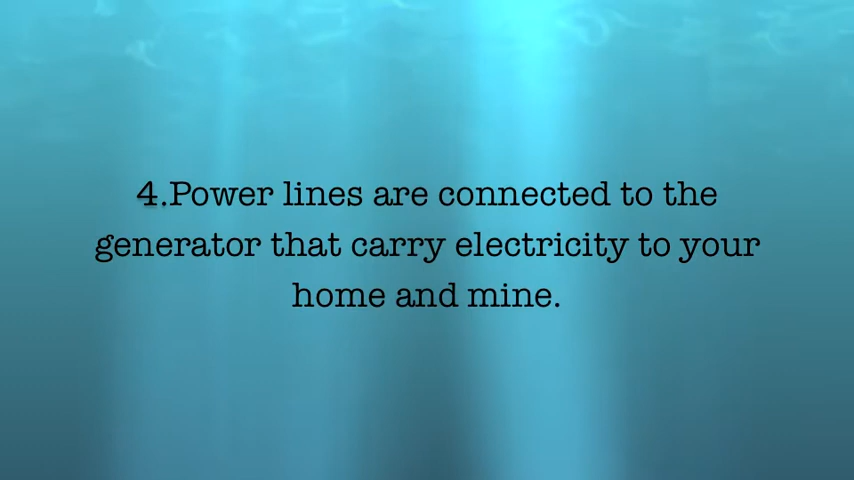 4.Power lines are connected to the
generator that carry electricity to your
home and mine.